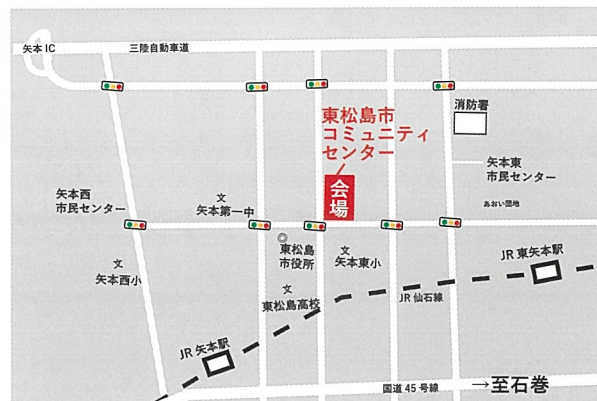 矢本 IC
三陸自動車道
消防署
東松島市
コミュニティ
センター
会場
矢本東
市民センター
あおい団地
矢本西
市民センター
文
矢本第一中
◎
東松島
市役所
文
矢本東小
文
矢本西小
文
東松島高校
JR 東矢本駅
JR 仙石線
JR 矢本駅
国道 45 号線
→至石巻